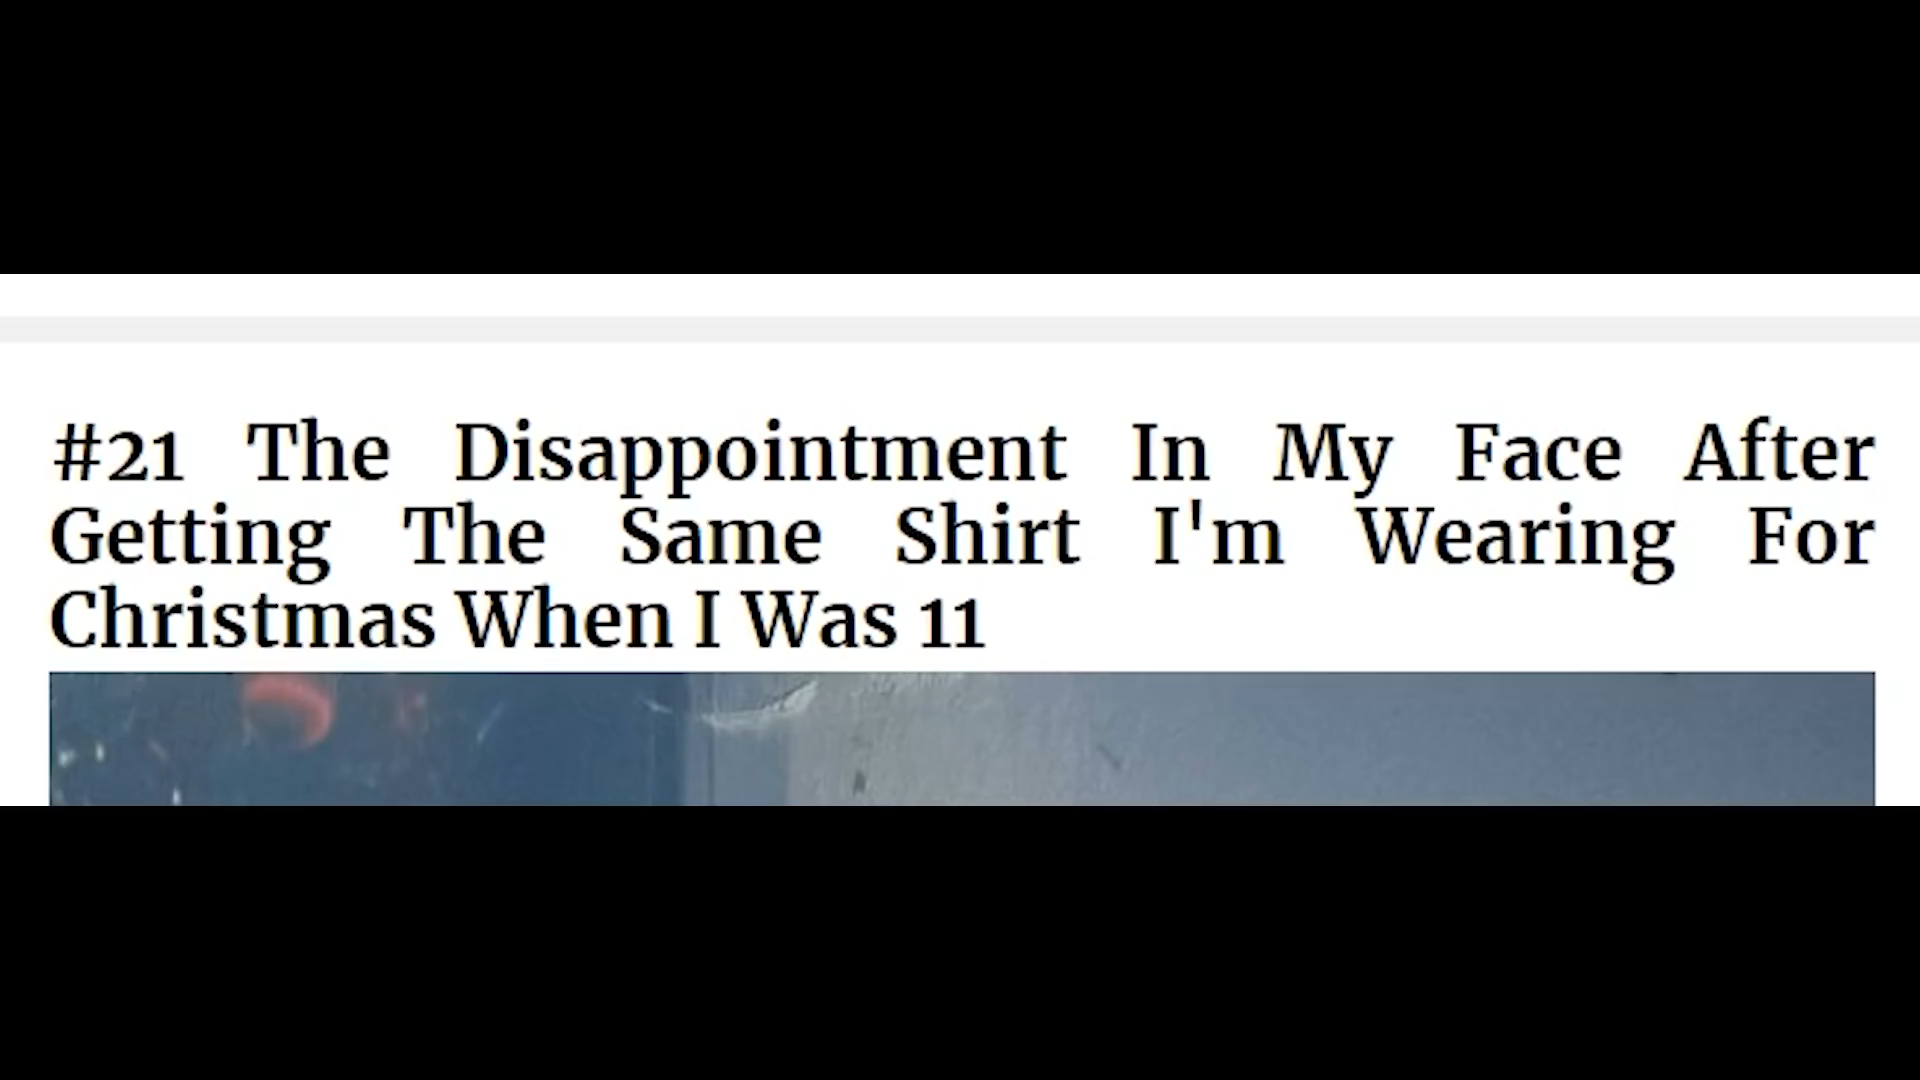 #21 The Disappointment In My Face After
Getting The Same Shirt I'm Wearing For
Christmas When I Was 11